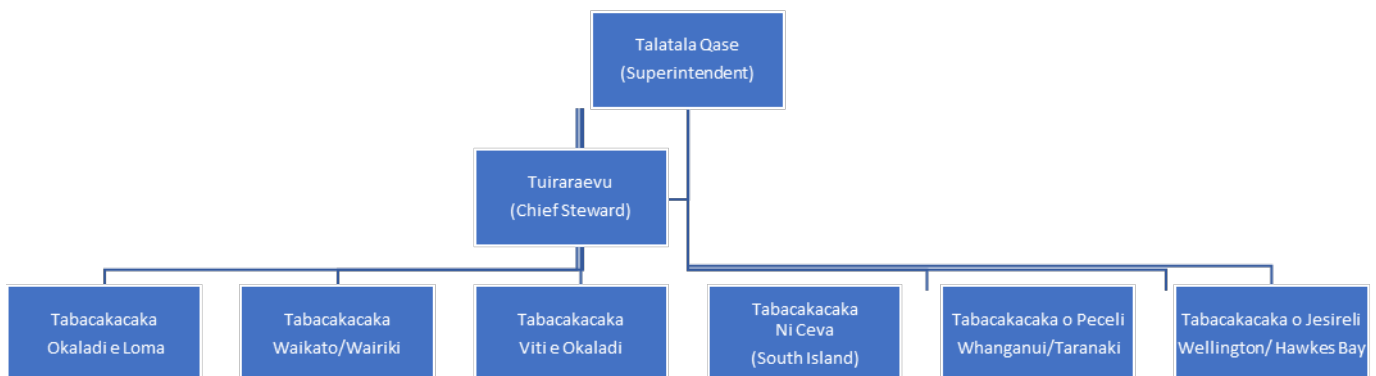 Talatala Qase
(Superintendent)
Tuiraraevu
(Chief Steward)
Tabacakacaka
Okaladi e Loma
Tabacakacaka
Waikato/Wairiki
Tabacakacaka
Viti e Okaladi
Tabacakacaka
Ni Ceva
(South Island)
Tabacakacaka o Peceli
Whanganui/Taranaki
Tabacakacaka o Jesireli
Wellington/ Hawkes Bay